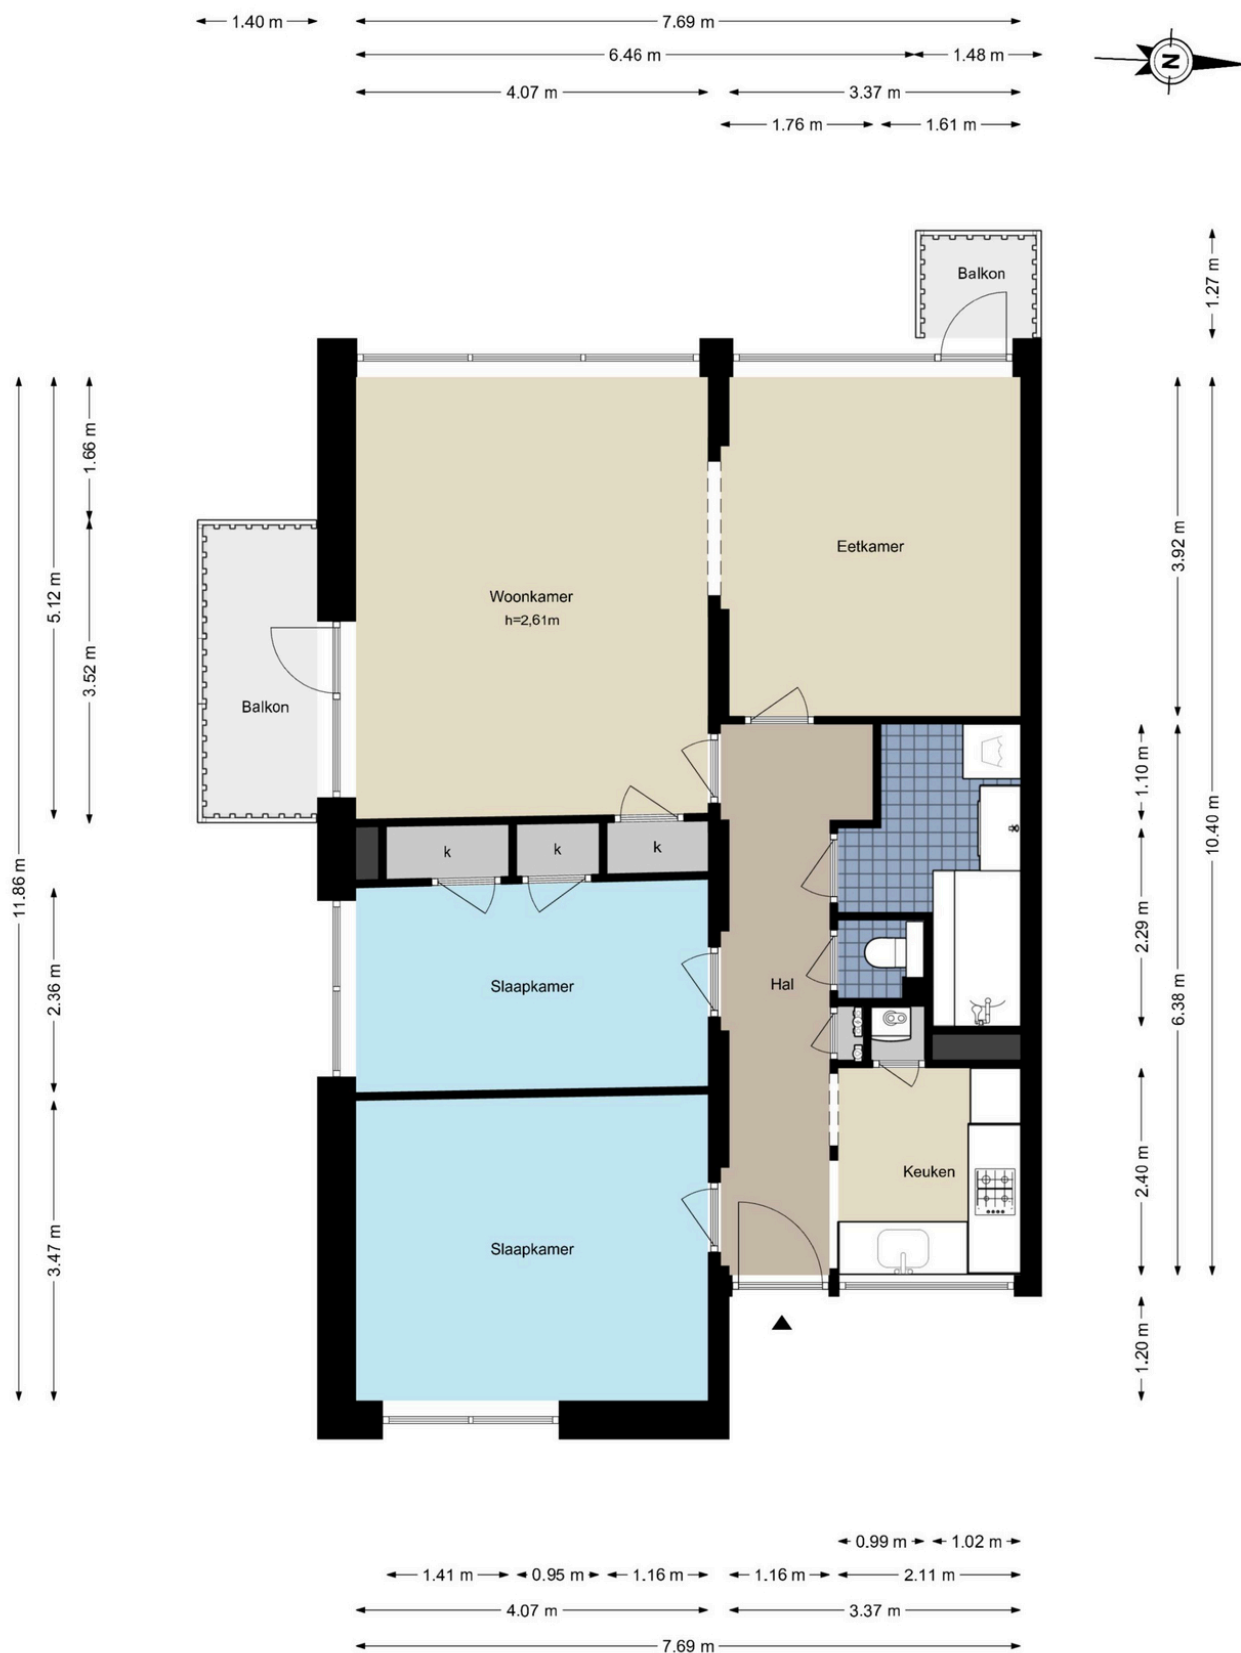 1.40 m
7.69 m
6.46 m
1.48 m
4.07 m
3.37 m
1.76 m
1.61 m
N
Balkon
1.27 m
1.66 m
5.12 m
3.52 m
11.86 m
2.36 m
3.47 m
Woonkamer
h=2,61m
Eetkamer
Balkon
3.92 m
10.40 m
1.10 m
2.29 m
6.38 m
2.40 m
1.20 m
k
k
k
Slaapkamer
Hal
Keuken
Slaapkamer
0.99 m
1.02 m
1.41 m
0.95 m
1.16 m
1.16 m
2.11 m
4.07 m
3.37 m
7.69 m